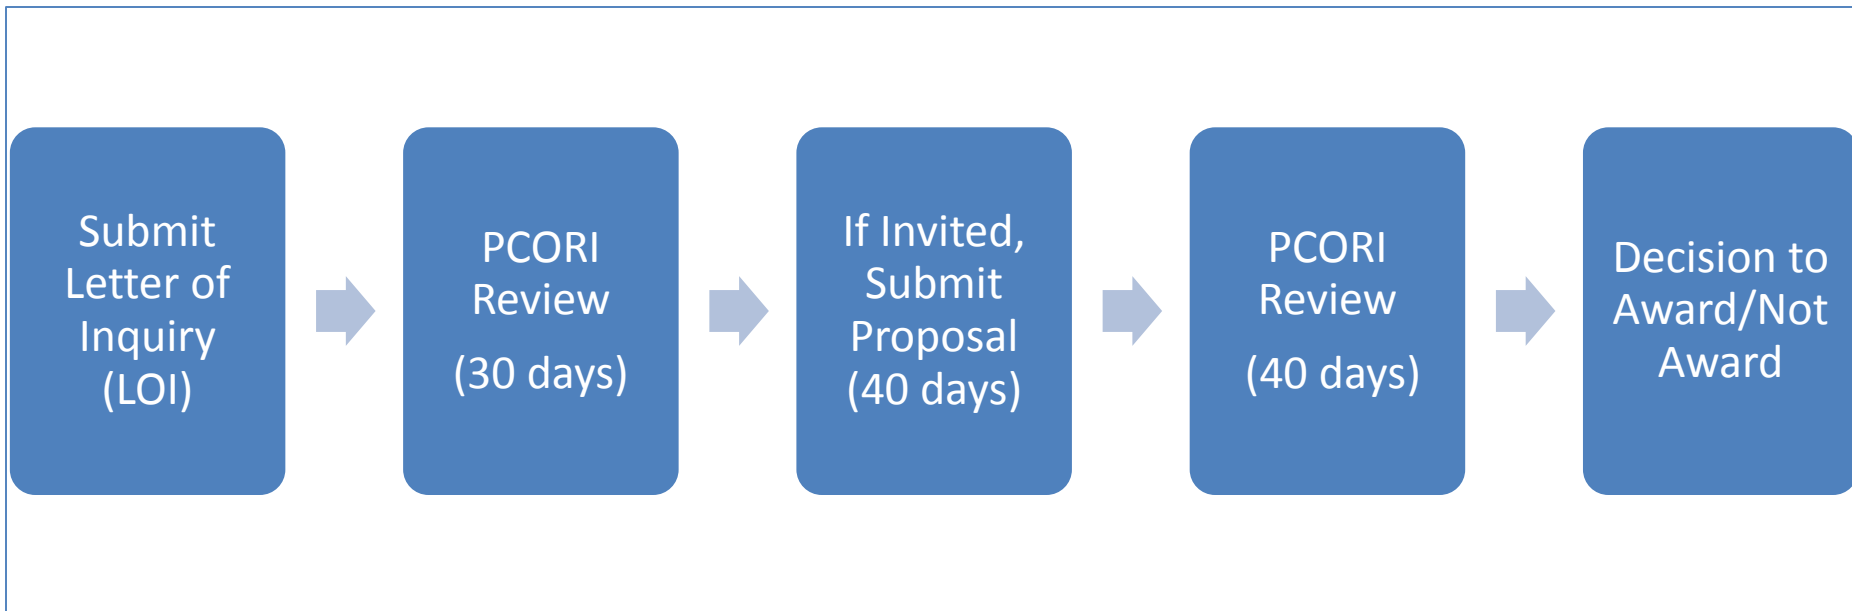 Submit
Letter of
Inquiry
(LOI)
PCORI
Review
(30 days)
If Invited,
Submit
Proposal
(40 days)
PCORI
Review
(40 days)
Decision to
Award/Not
Award